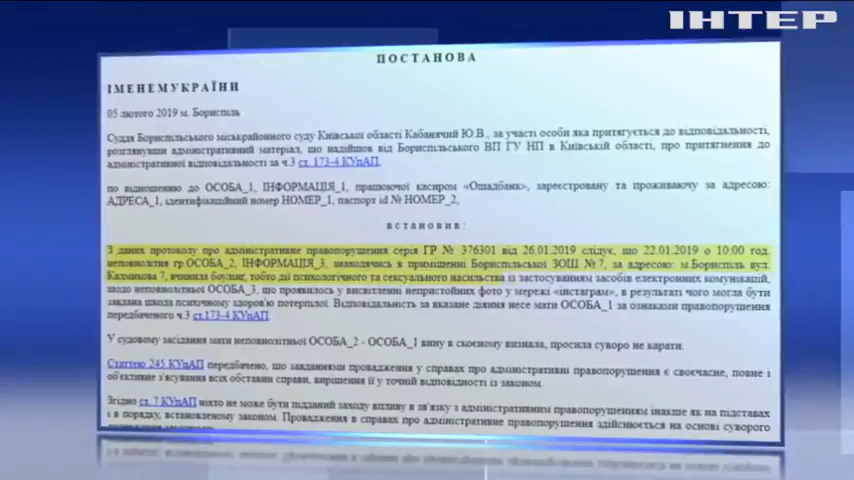 ІНТЕР
ПОСТАНОВА
ІМЕНЕМУКРАЇНИ
05 лютого 2019 м. Бориспіль
Суддя Бориспільського міськрайонного суду Київської області Кабанячий Ю.В., за участі особи яка притягується до відповідальності,
розглянувши адміністративний матеріал, що надійшов від Бориспільського ВП ГУ НП в Київській області, про притягнення до
адміністративної відповідальності за ч.3 ст. 173-4 КУпАП,
по відношенню до ОСОБА_1, ІНФОРМАЦІЯ_1, працюючої касиром «Ощадбанк», зареєстровану та проживаючу за адресою:
АДРЕСА_1, ідентифікаційний номер НОМЕР_1, паспорт id № НОМЕР_2,
встановив:
З даних протоколу про адміністративне правопорушення серія ГР № 376301 від 26.01.2019 слідує, що 22.01.2019 о 10:00 год.
неповнолітня гр.ОСОБА_2, ІНФОРМАЦІЯ_3, знаходячись в приміщенні Бориспільської ЗОШ № 7, за адресою: м.Бориспіль вул.
7, вчинила боулінг, тобто дії психологічного та сексуального насильства із застосуванням засобів електронних комунікацій,
щодо неповнолітньої ОСОБА_3, що проявилось у висвітленні непристойних фото у мережі «інстаграм», в результаті чого могла бути
завдана шкода психічному здоров'ю потерпілої. Відповідальність за вказане діяння несе мати ОСОБА_1 за ознаками правопорушення
передбаченого ч.3 ст.173-4 КУпАП.
У судовому засідання мати неповнолітньої ОСОБА_2 - ОСОБА_1 вину в скоєному визнала, просила суворо не карати.
Статтею 245 КУпАП передбачено, що завданнями провадження у справах про адміністративні правопорушення є своєчасне, повне і
об'єктивне з'ясування всіх обставин справи, вирішення її у точній відповідності із законом.
Згідно ст. 7 КУпАП ніхто не може бути підданий заходу впливу в зв'язку з адміністративним правопорушенням інакше як на підставах
і в порядку, встановленому законом. Провадження в справах про адміністративне правопорушення здійснюється на основі суворого